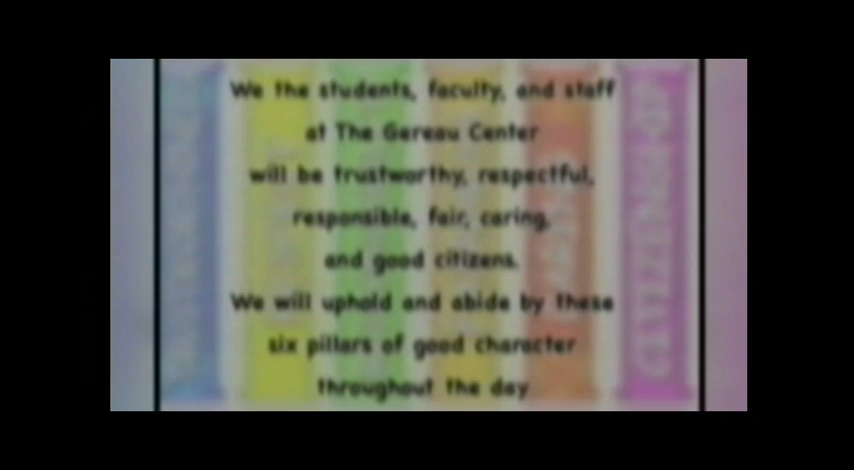 We the students, faculty, and staff
at The Gereau Center
will be trustworthy, respectful,
responsible, fair, caring,
and good citizens.
We will uphold and abide by these
six pillars of good character
throughout the day
CITIZENSHIP